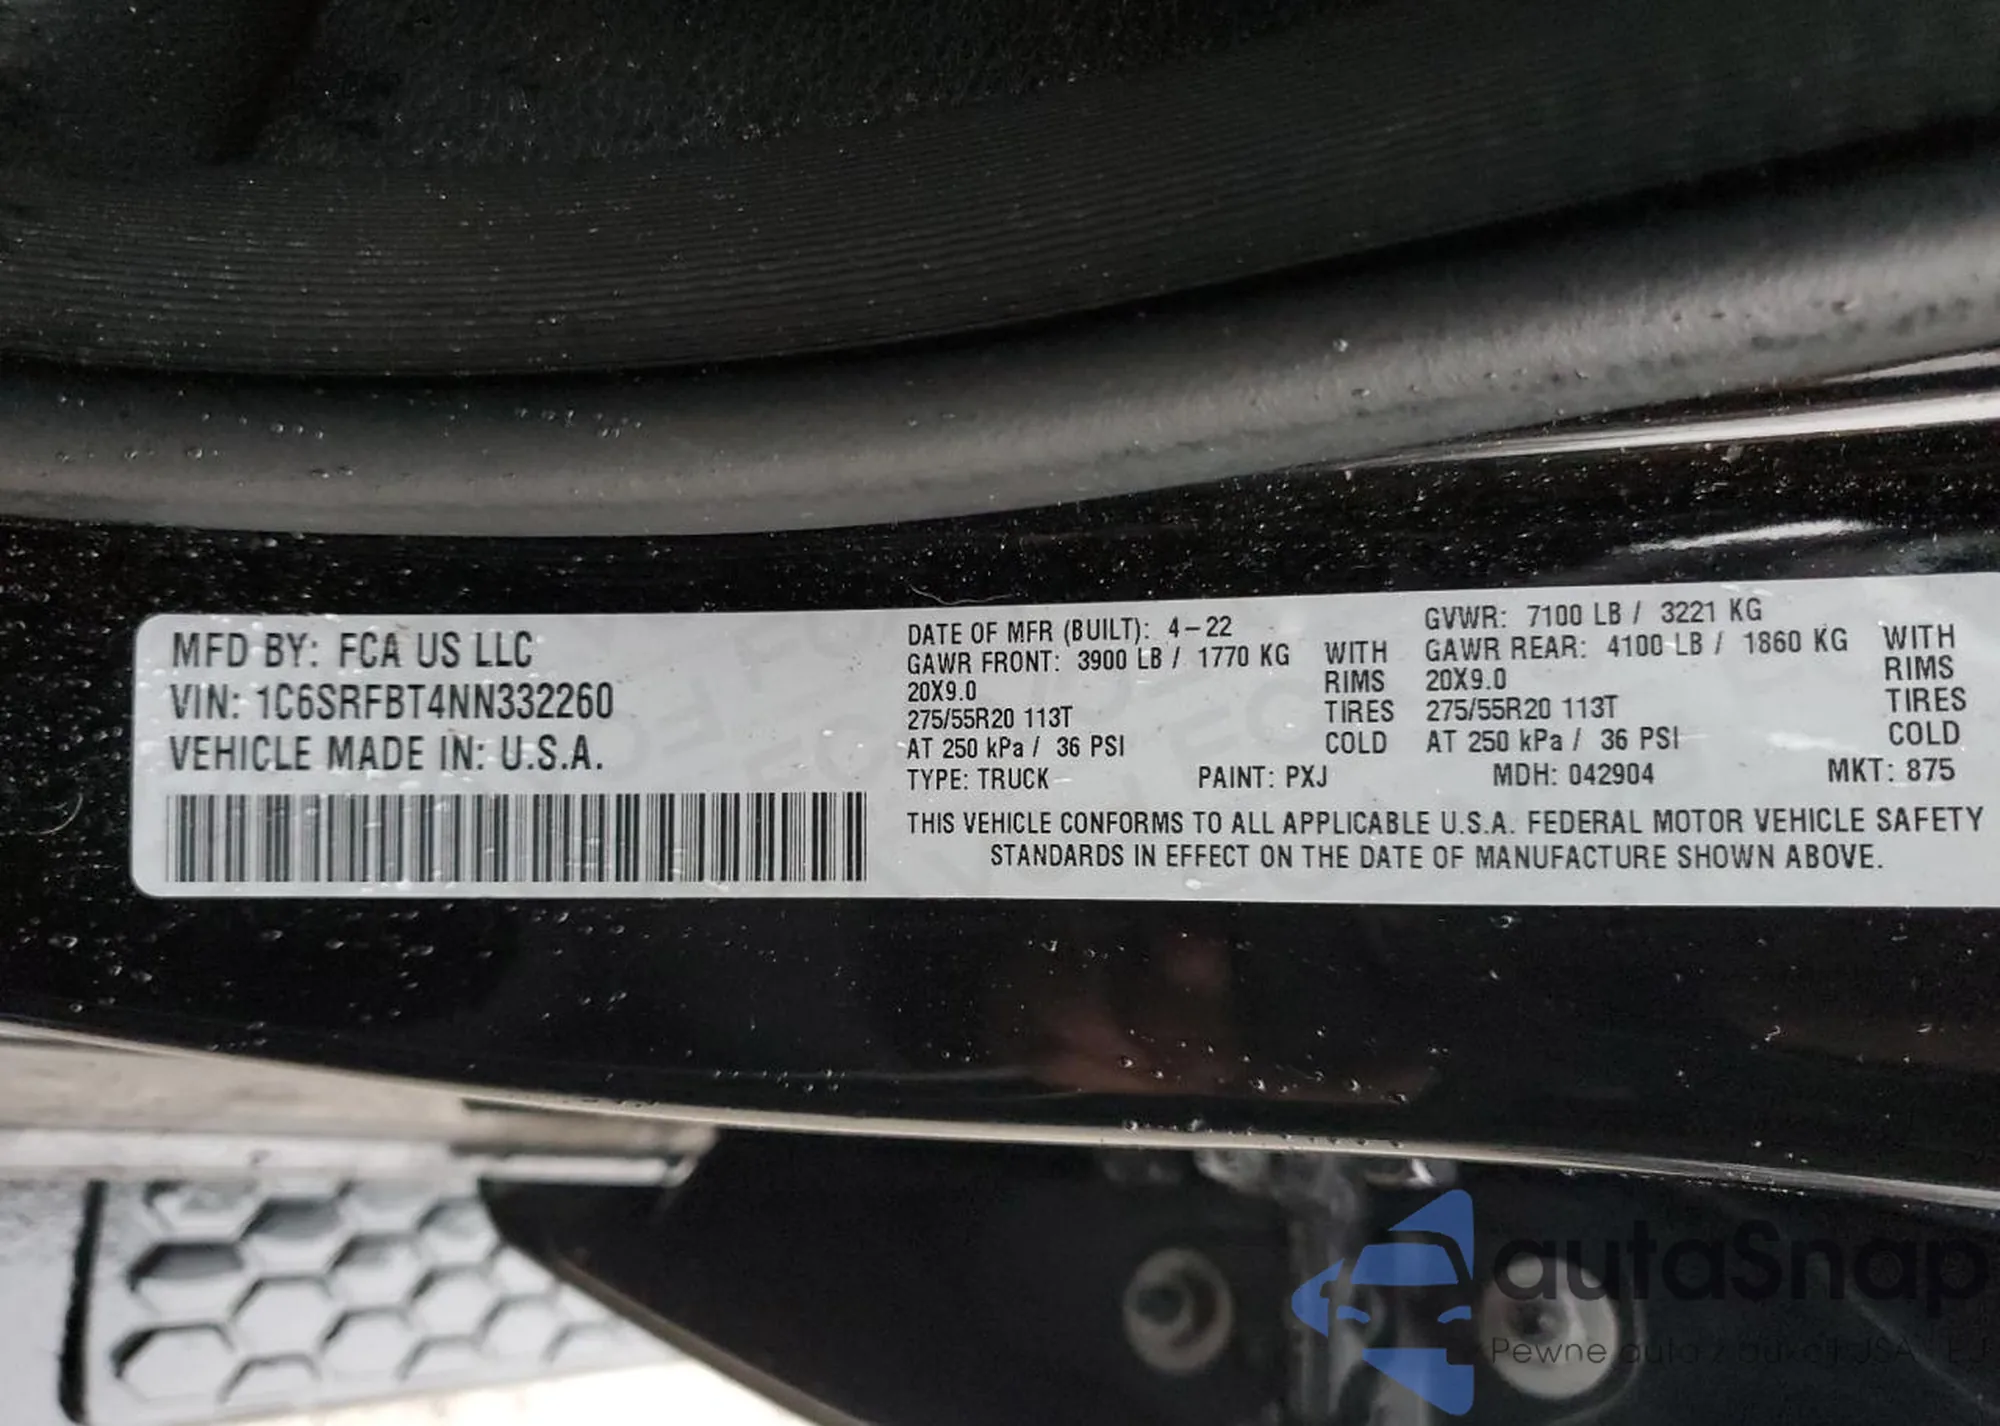 MFD BY: FCA US LLC
VIN: 1C6SRFBT4NN332260
VEHICLE MADE IN: U.S.A.
DATE OF MFR (BUILT): 4-22
GVWR: 7100 LB / 3221 KG
GAWR FRONT: 3900 LB / 1770 KG WITH
GAWR REAR: 4100 LB / 1860 KG WITH
20X9.0 RIMS
20X9.0 RIMS
275/55R20 113T TIRES
275/55R20 113T TIRES
AT 250 kPa / 36 PSI COLD
AT 250 kPa / 36 PSI COLD
TYPE: TRUCK PAINT: PXJ MDH: 042904 MKT: 875
THIS VEHICLE CONFORMS TO ALL APPLICABLE U.S.A. FEDERAL MOTOR VEHICLE SAFETY
STANDARDS IN EFFECT ON THE DATE OF MANUFACTURE SHOWN ABOVE.
autaSnap
Pewne auto z aukcji USA